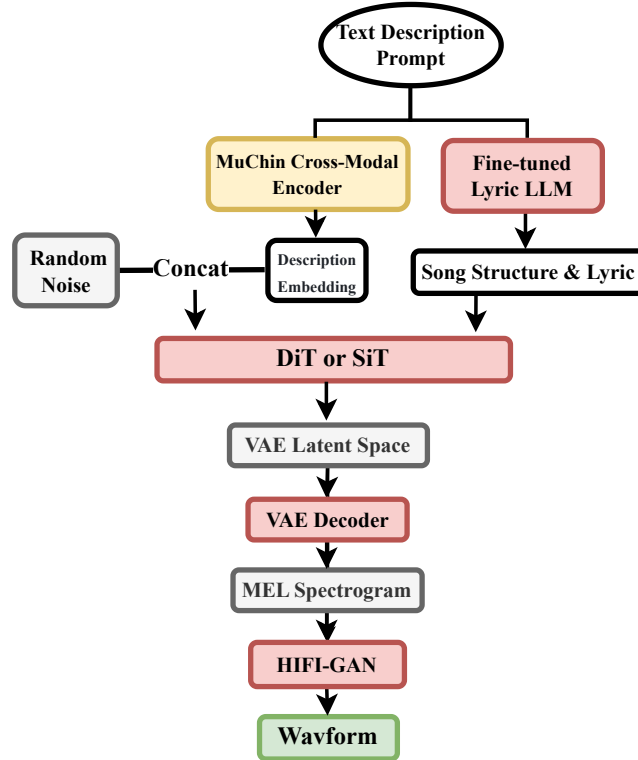 Text Description
Prompt
MuChin Cross-Modal
Encoder
Fine-tuned
Lyric LLM
Random
Noise
Concat
Description
Embedding
Song Structure & Lyric
DiT or SiT
VAE Latent Space
VAE Decoder
MEL Spectrogram
HIFI-GAN
Wavform